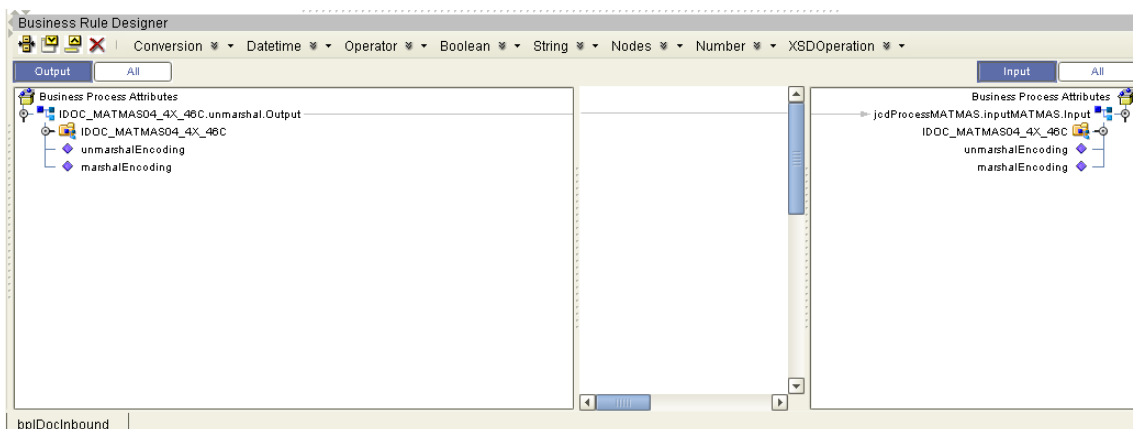 Business Rule Designer
Conversion Datetime Operator Boolean String Nodes Number XSDOperation
Output All Input All
Business Process Attributes
IDOC_MATMAS04_4X_46C.unmarshal.Output
IDOC_MATMAS04_4X_46C
unmarshalEncoding
marshalEncoding
Business Process Attributes
jcdProcessMATMAS.inputMATMAS.Input
IDOC_MATMAS04_4X_46C
unmarshalEncoding
marshalEncoding
bpIDocInbound